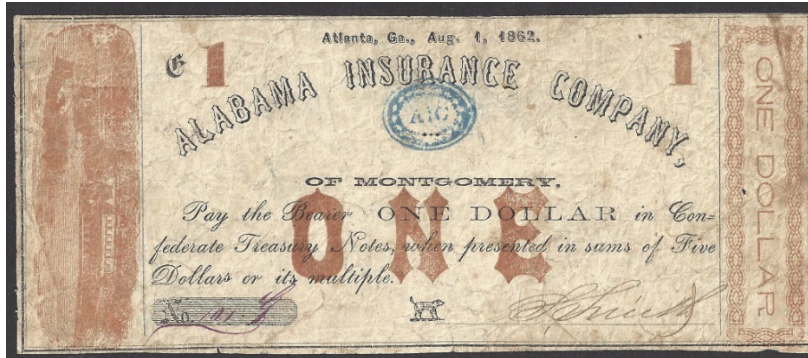 Atlanta, Ga., Aug. 1, 1862.
1 1
ALABAMA INSURANCE COMPANY,
AIC
OF MONTGOMERY,
Pay the Bearer ONE DOLLAR in Con=
federate Treasury Notes, when presented in sums of Five
Dollars or its multiple.
ONE
No.
ONE DOLLAR